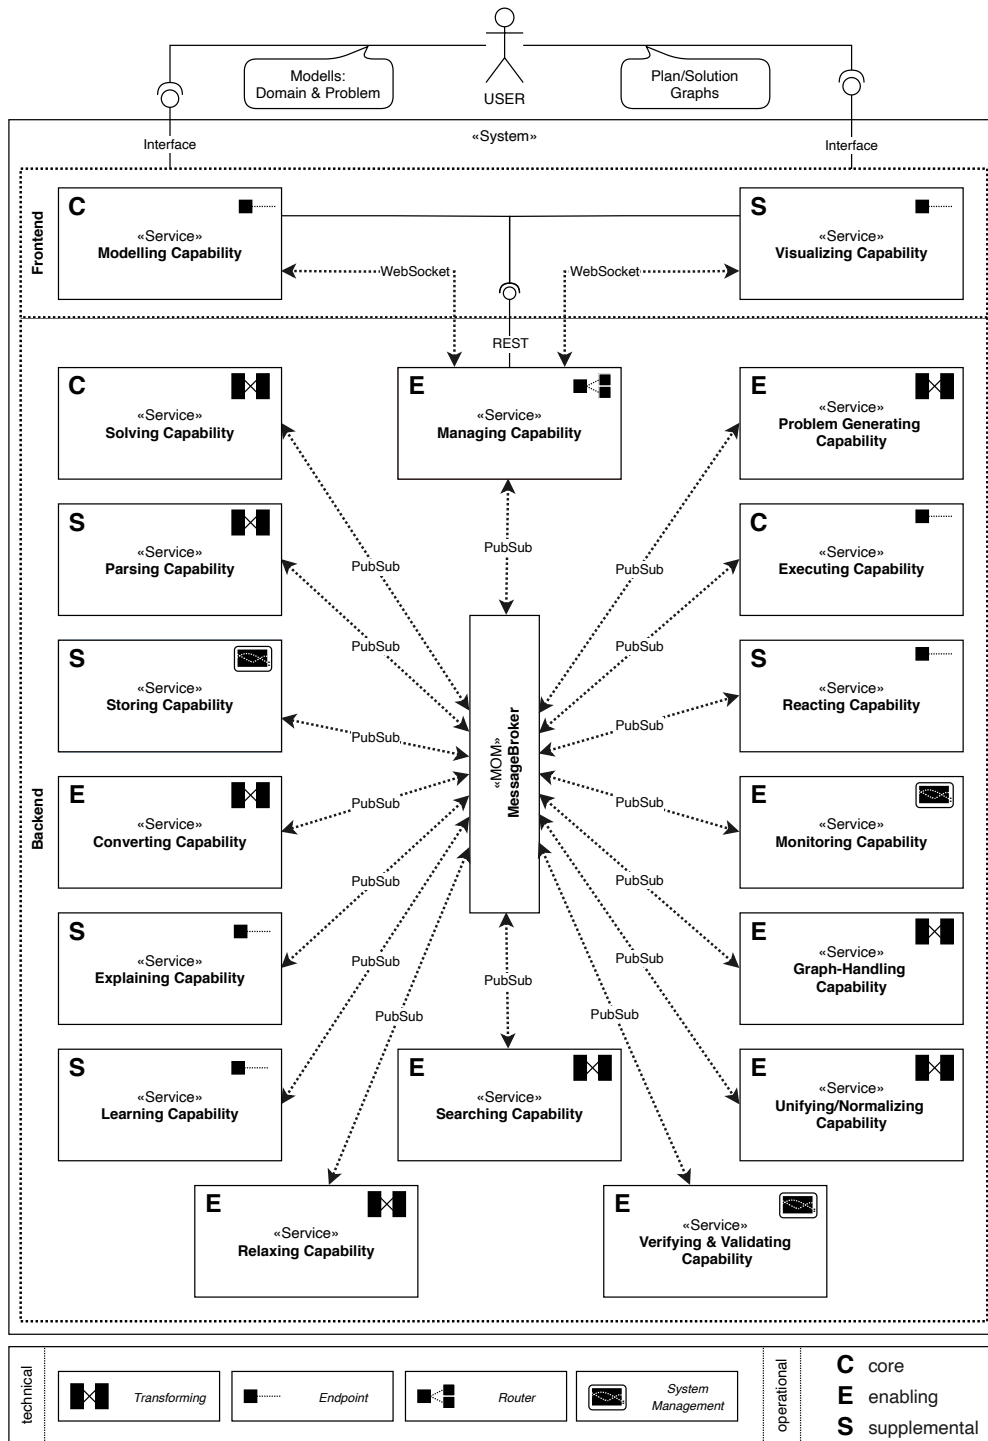 Modells:
Domain & Problem
USER
Plan/Solution
Graphs
Interface
«System»
Interface
Frontend
C
«Service»
Modelling Capability
S
«Service»
Visualizing Capability
WebSocket
WebSocket
REST
Backend
C
«Service»
Solving Capability
E
«Service»
Managing Capability
E
«Service»
Problem Generating
Capability
S
«Service»
Parsing Capability
C
«Service»
Executing Capability
PubSub
PubSub
PubSub
S
«Service»
Storing Capability
S
«Service»
Reacting Capability
PubSub
PubSub
PubSub
PubSub
«MOM»
MessageBroker
E
«Service»
Converting Capability
E
«Service»
Monitoring Capability
PubSub
PubSub
PubSub
PubSub
S
«Service»
Explaining Capability
E
«Service»
Graph-Handling
Capability
PubSub
PubSub
PubSub
PubSub
PubSub
S
«Service»
Learning Capability
E
«Service»
Searching Capability
E
«Service»
Unifying/Normalizing
Capability
E
«Service»
Relaxing Capability
E
«Service»
Verifying & Validating
Capability
technical
Transforming
Endpoint
Router
System
Management
operational
C core
E enabling
S supplemental